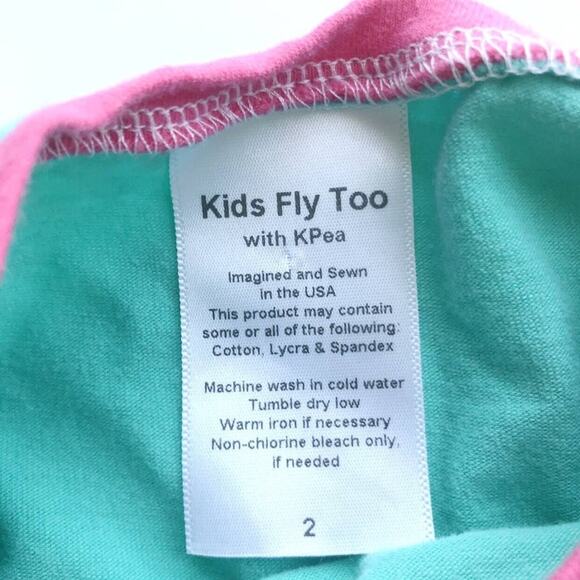 Kids Fly Too
with KPea
Imagined and Sewn
in the USA
This product may contain
some or all of the following:
Cotton, Lycra & Spandex
Machine wash in cold water
Tumble dry low
Warm iron if necessary
Non-chlorine bleach only,
if needed
2